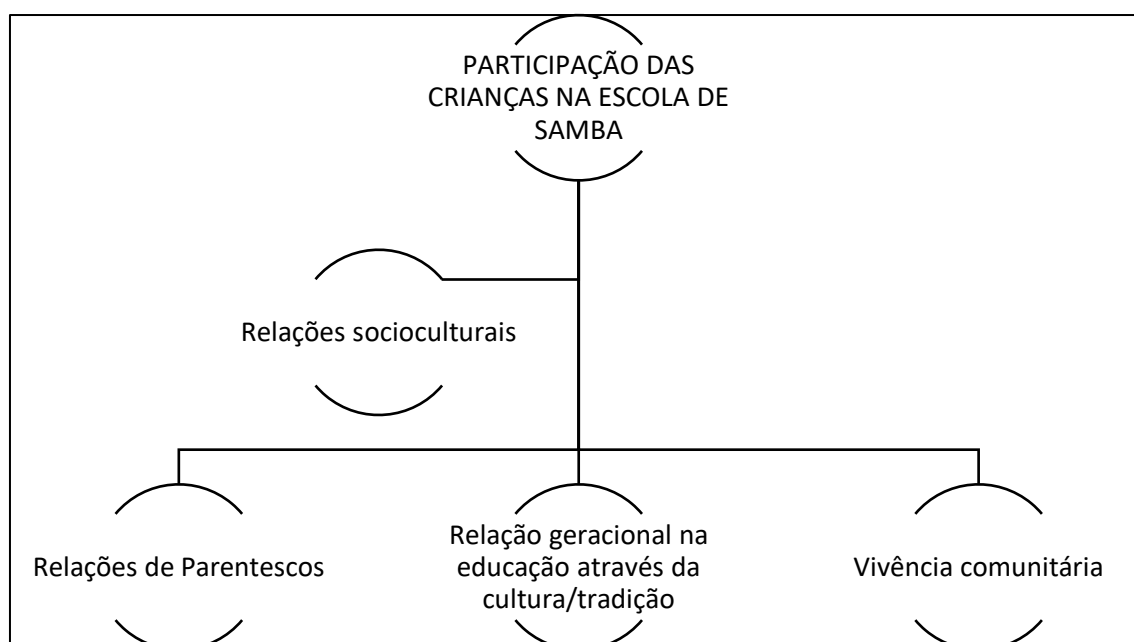 PARTICIPAÇÃO DAS
CRIANÇAS NA ESCOLA DE
SAMBA
Relações socioculturais
Relações de Parentescos
Relação geracional na
educação através da
cultura/tradição
Vivência comunitária